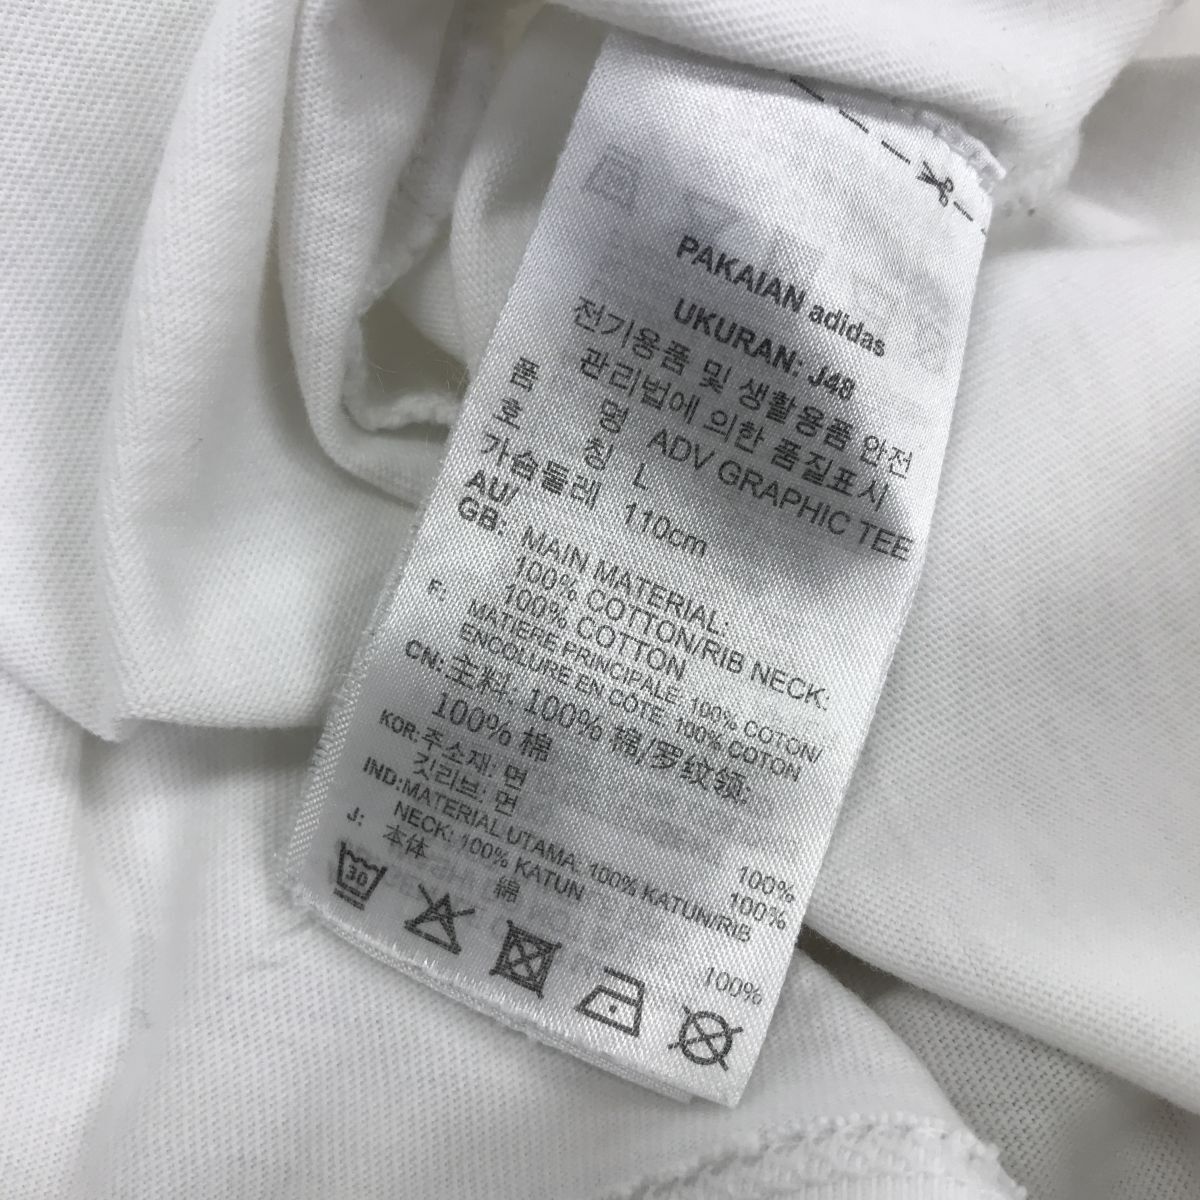 PAKAIAN adidas
UKURAN: J48
전기용품 및 생활용품 안전
관리법에 의한 품질표시
품 명 ADV GRAPHIC TEE
호 칭 L
가슴둘레 110cm
AU/
GB: MAIN MATERIAL:
100% COTTON/RIB NECK:
100% COTTON
F: MATIERE PRINCIPALE: 100% COTON/
ENCOLURE EN COTE: 100% COTON
CN: 主料: 100% 棉/罗纹领:
100% 棉
KOR: 주소재: 면 100%
깃리브: 면 100%
IND: MATERIAL UTAMA: 100% KATUN/RIB
NECK: 100% KATUN
J: 本体 綿 100%
30